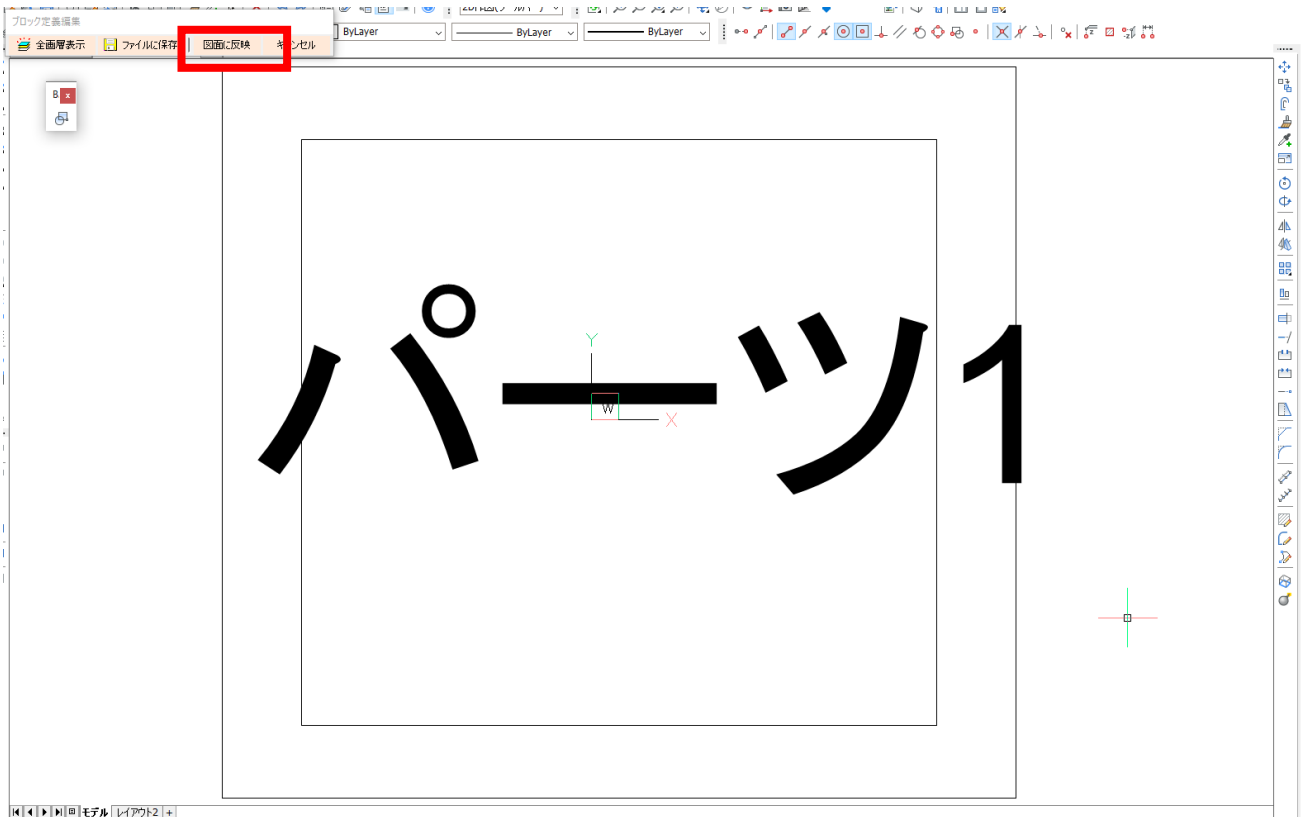 ブロック定義編集
全画層表示 ファイルに保存 図面に反映 キャンセル
ByLayer ByLayer ByLayer
B x
パーツ1
Y
W
X
モデル レイアウト2 +